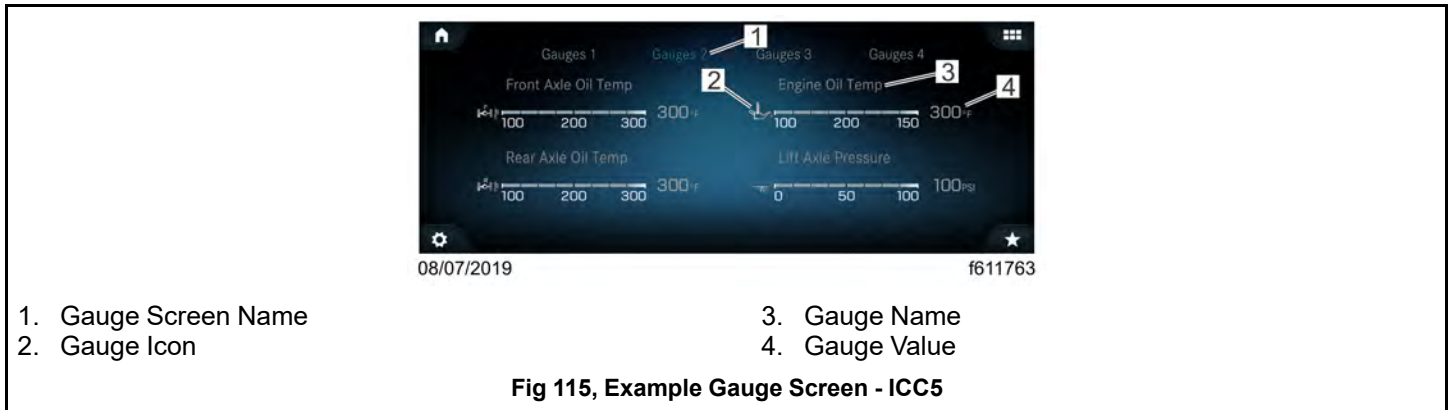 1
Gauges 1 Gauges 2 Gauges 3 Gauges 4
2 3 4
Front Axle Oil Temp Engine Oil Temp
300°F 300°F
100 200 300 100 200 150
Rear Axle Oil Temp Lift Axle Pressure
300°F 100PSI
100 200 300 0 50 100
08/07/2019 f611763
1. Gauge Screen Name
2. Gauge Icon
3. Gauge Name
4. Gauge Value
Fig 115, Example Gauge Screen - ICC5